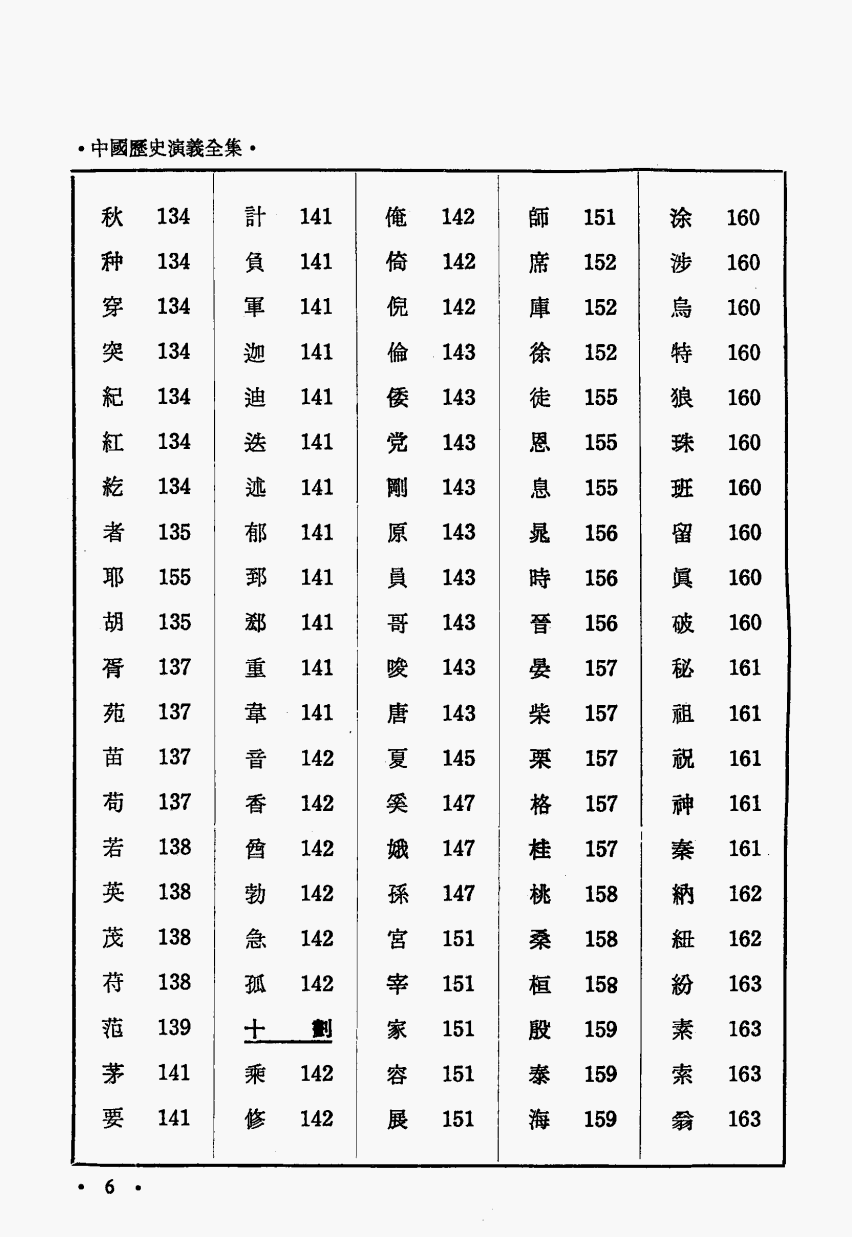 ·中國歷史演義全集·
秋 134
种 134
穿 134
突 134
紀 134
紅 134
紇 134
者 135
耶 155
胡 135
胥 137
苑 137
苗 137
苟 137
若 138
英 138
茂 138
苻 138
范 139
茅 141
要 141
計 141
負 141
軍 141
迦 141
迪 141
迭 141
述 141
郁 141
郅 141
郄 141
重 141
韋 141
音 142
香 142
酋 142
勃 142
急 142
孤 142
十劃
乘 142
修 142
俺 142
倚 142
倪 142
倫 143
倭 143
党 143
剛 143
原 143
員 143
哥 143
唆 143
唐 143
夏 145
奚 147
娥 147
孫 147
宮 151
宰 151
家 151
容 151
展 151
師 151
席 152
庫 152
徐 152
徒 155
恩 155
息 155
晁 156
時 156
晉 156
晏 157
柴 157
栗 157
格 157
桂 157
桃 158
桑 158
桓 158
殷 159
泰 159
海 159
涂 160
涉 160
烏 160
特 160
狼 160
珠 160
班 160
留 160
眞 160
破 160
秘 161
祖 161
祝 161
神 161
秦 161
納 162
紐 162
紛 163
素 163
索 163
翁 163
· 6 ·